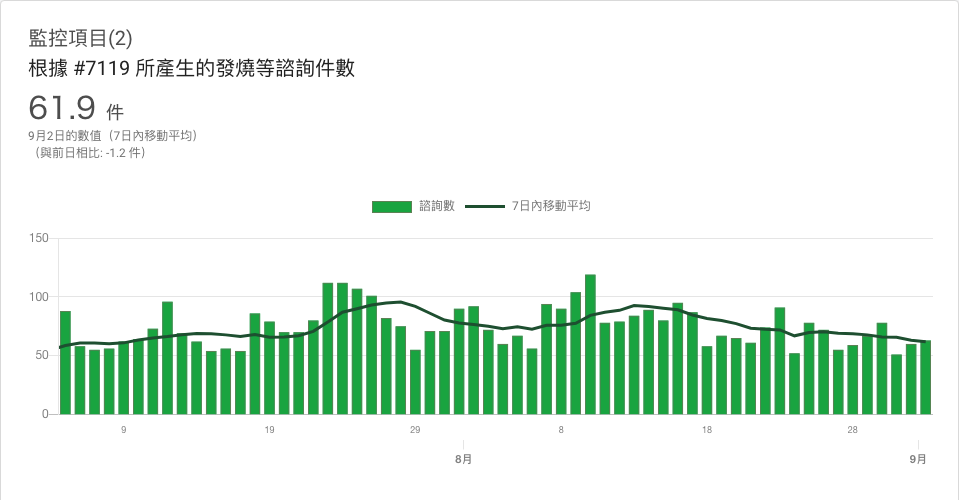 監控項目(2)
根據 #7119 所產生的發燒等諮詢件數
61.9 件
9月2日的數值（7日內移動平均）
（與前日相比: -1.2 件）
諮詢數 7日內移動平均
150
100
50
0
9 19 29 8 18 28
8月 9月